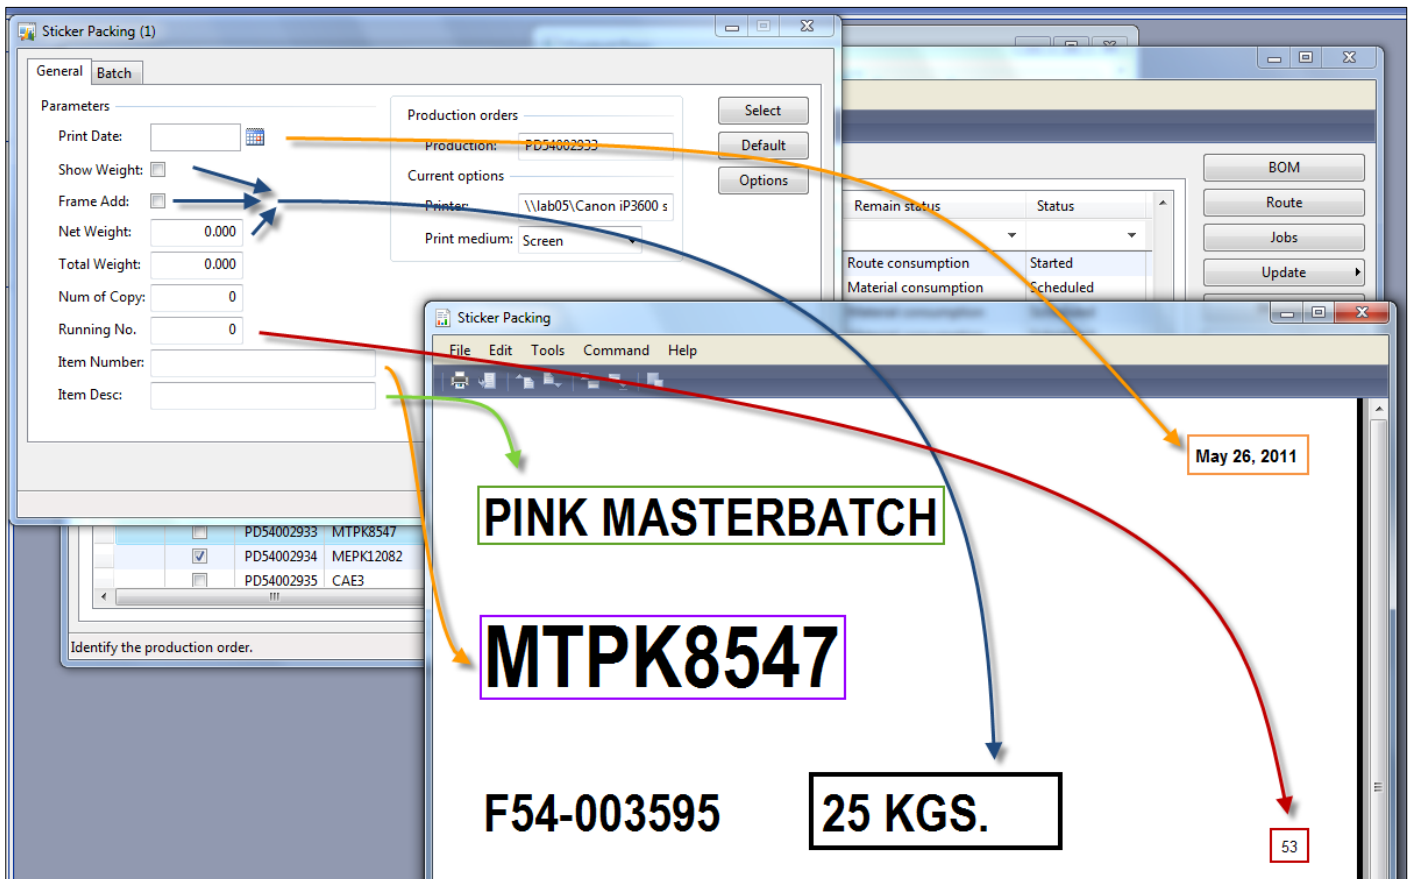 Sticker Packing (1)
General Batch
Parameters
Print Date:
Show Weight:
Frame Add:
Net Weight: 0.000
Total Weight: 0.000
Num of Copy: 0
Running No. 0
Item Number:
Item Desc:
Production orders
Production: PD54002933
Current options
Printer: \\lab05\Canon iP3600 s
Print medium: Screen
Select
Default
Options
Remain status Status
Route consumption Started
Material consumption Scheduled
BOM
Route
Jobs
Update
PD54002933 MTPK8547
PD54002934 MEPK12082
PD54002935 CAE3
Identify the production order.
Sticker Packing
File Edit Tools Command Help
May 26, 2011
PINK MASTERBATCH
MTPK8547
F54-003595 25 KGS.
53